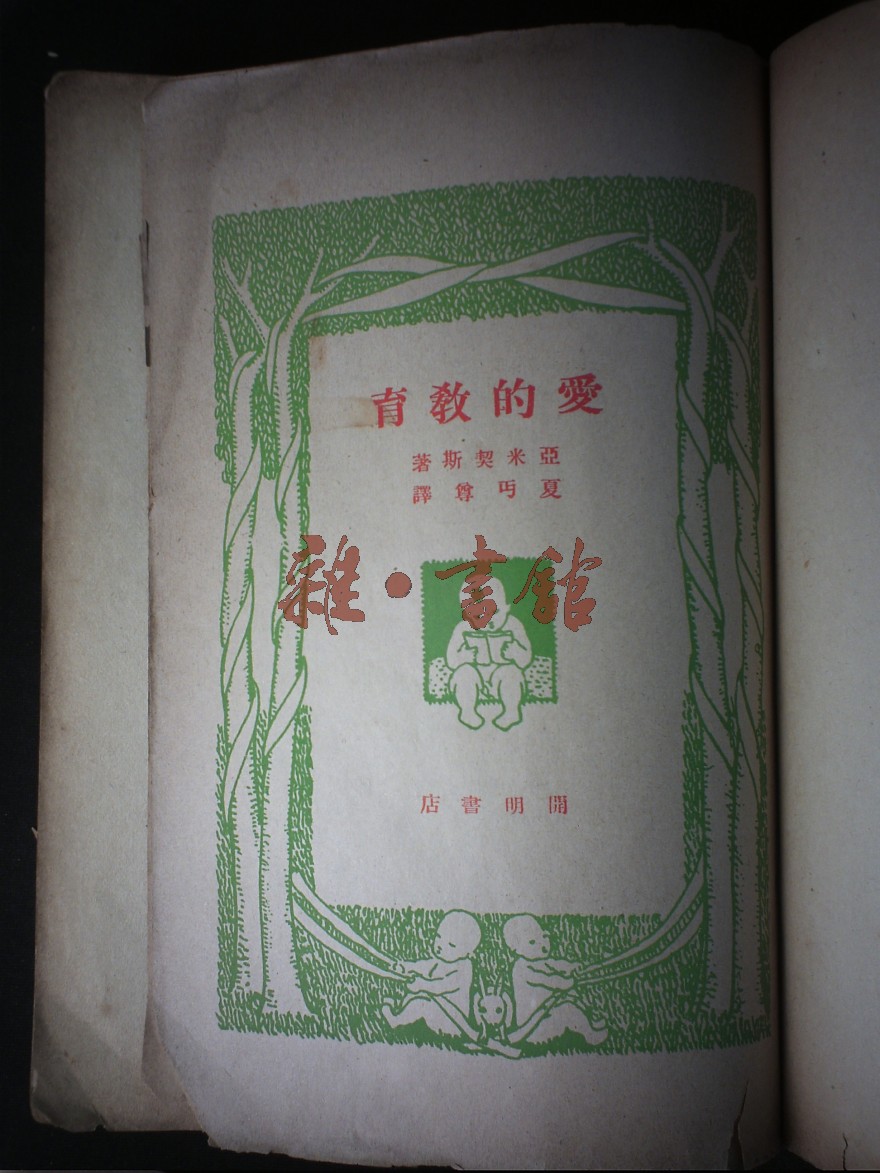 愛的教育
亞米契斯著
夏丏尊譯
雜·書館
開明書店